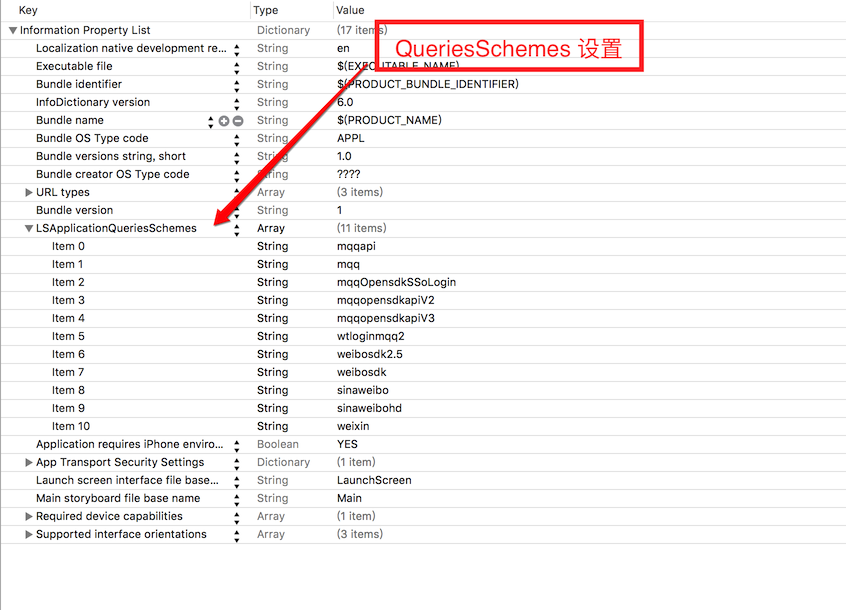 Key Type Value
Information Property List Dictionary (17 items)
QueriesSchemes 设置
Localization native development re... String en
Executable file String $(EXECUTABLE_NAME)
Bundle identifier String $(PRODUCT_BUNDLE_IDENTIFIER)
InfoDictionary version String 6.0
Bundle name String $(PRODUCT_NAME)
Bundle OS Type code String APPL
Bundle versions string, short String 1.0
Bundle creator OS Type code String ????
URL types Array (3 items)
Bundle version String 1
LSApplicationQueriesSchemes Array (11 items)
Item 0 String mqqapi
Item 1 String mqq
Item 2 String mqqOpensdkSSoLogin
Item 3 String mqqopensdkapiV2
Item 4 String mqqopensdkapiV3
Item 5 String wtloginmqq2
Item 6 String weibosdk2.5
Item 7 String weibosdk
Item 8 String sinaweibo
Item 9 String sinaweibohd
Item 10 String weixin
Application requires iPhone enviro... Boolean YES
App Transport Security Settings Dictionary (1 item)
Launch screen interface file base... String LaunchScreen
Main storyboard file base name String Main
Required device capabilities Array (1 item)
Supported interface orientations Array (3 items)